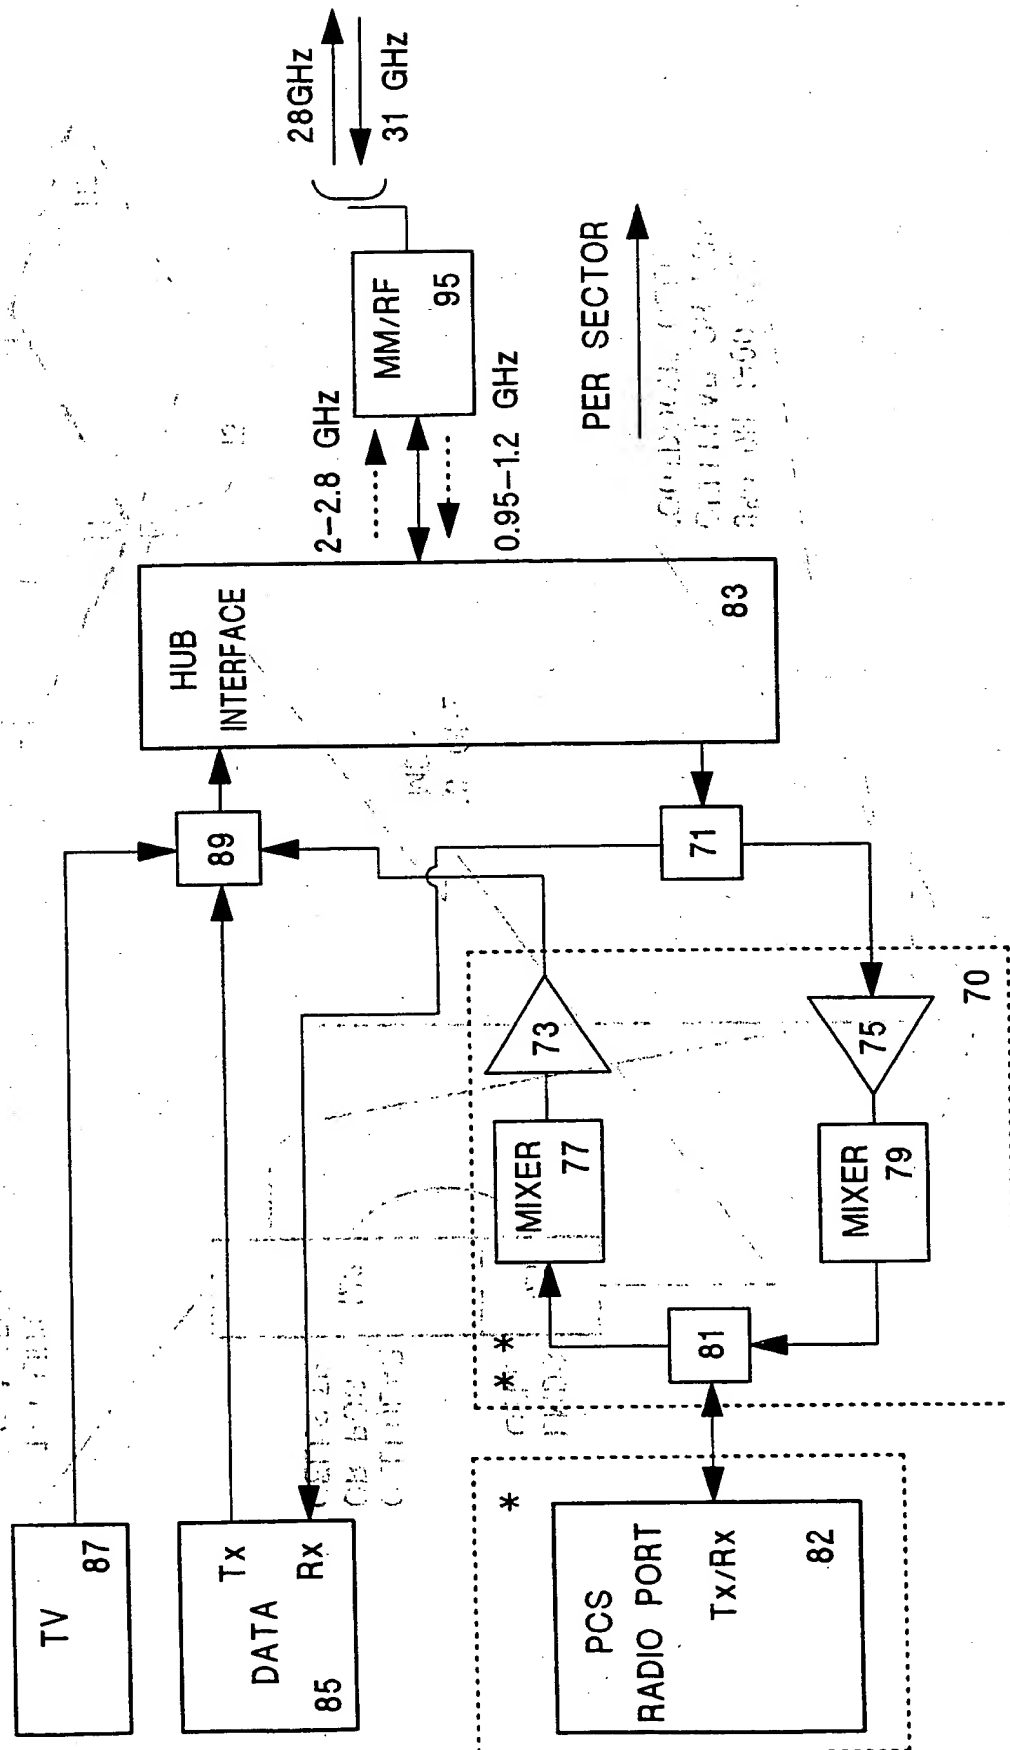 TV
87
DATA
85
Tx
Rx
PCS
RADIO PORT
Tx/Rx
82
*
* *
81
MIXER
77
73
MIXER
79
75
70
89
71
HUB
INTERFACE
83
2-2.8 GHz
0.95-1.2 GHz
MM/RF
95
28GHz
31 GHz
PER SECTOR